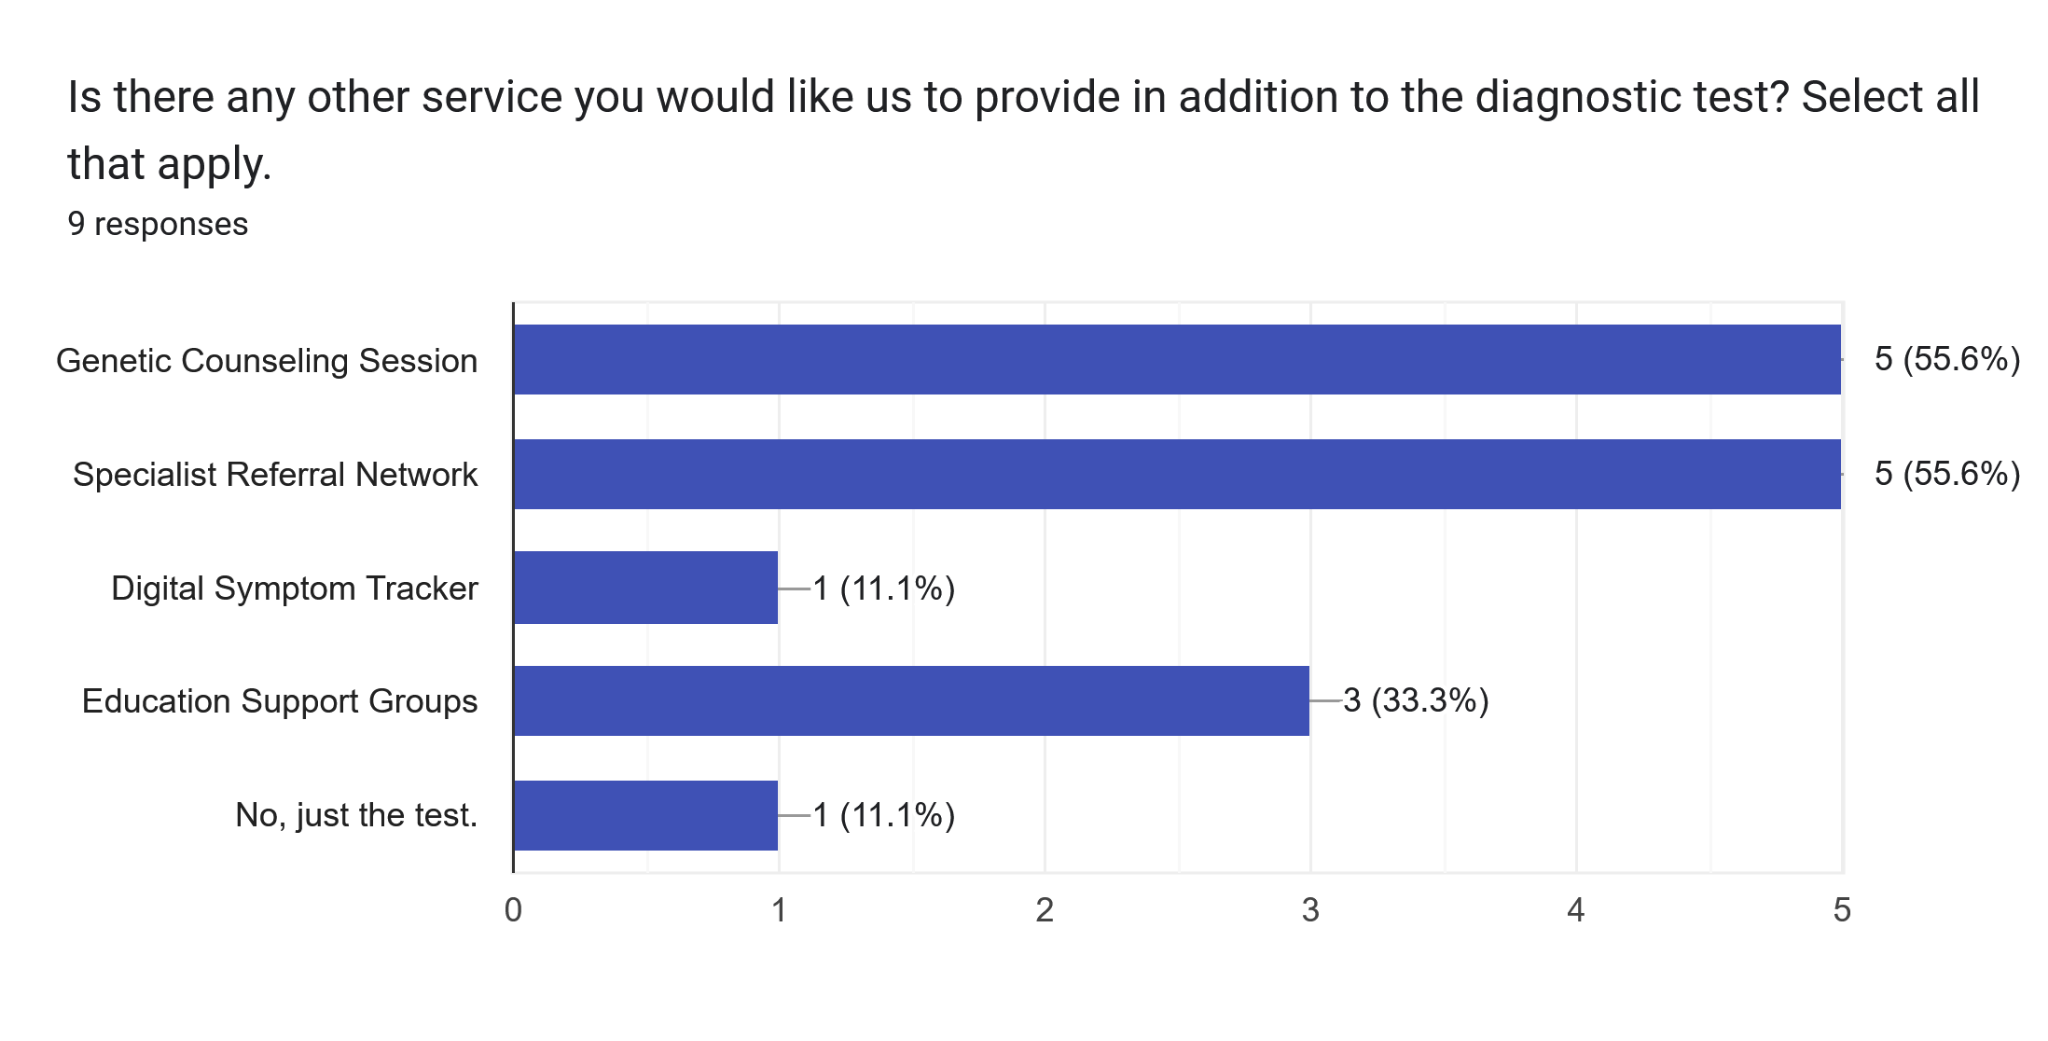 Is there any other service you would like us to provide in addition to the diagnostic test? Select all
that apply.
9 responses
Genetic Counseling Session
5 (55.6%)
Specialist Referral Network
5 (55.6%)
Digital Symptom Tracker
1 (11.1%)
Education Support Groups
3 (33.3%)
No, just the test.
1 (11.1%)
0 1 2 3 4 5